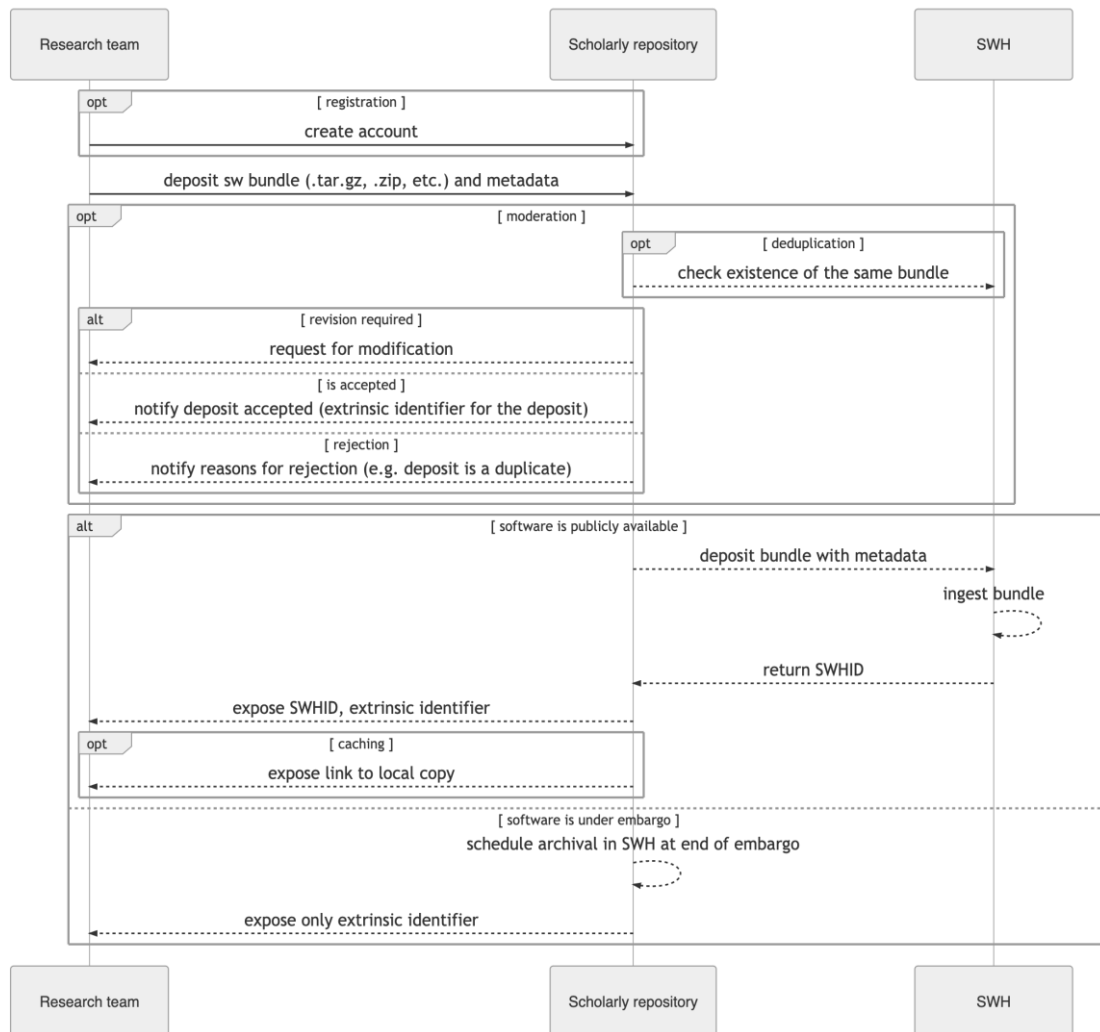 Research team
Scholarly repository
SWH
opt
[ registration ]
create account
deposit sw bundle (.tar.gz, .zip, etc.) and metadata
opt
[ moderation ]
opt
[ deduplication ]
check existence of the same bundle
alt
[ revision required ]
request for modification
[ is accepted ]
notify deposit accepted (extrinsic identifier for the deposit)
[ rejection ]
notify reasons for rejection (e.g. deposit is a duplicate)
alt
[ software is publicly available ]
deposit bundle with metadata
ingest bundle
return SWHID
expose SWHID, extrinsic identifier
opt
[ caching ]
expose link to local copy
[ software is under embargo ]
schedule archival in SWH at end of embargo
expose only extrinsic identifier
Research team
Scholarly repository
SWH